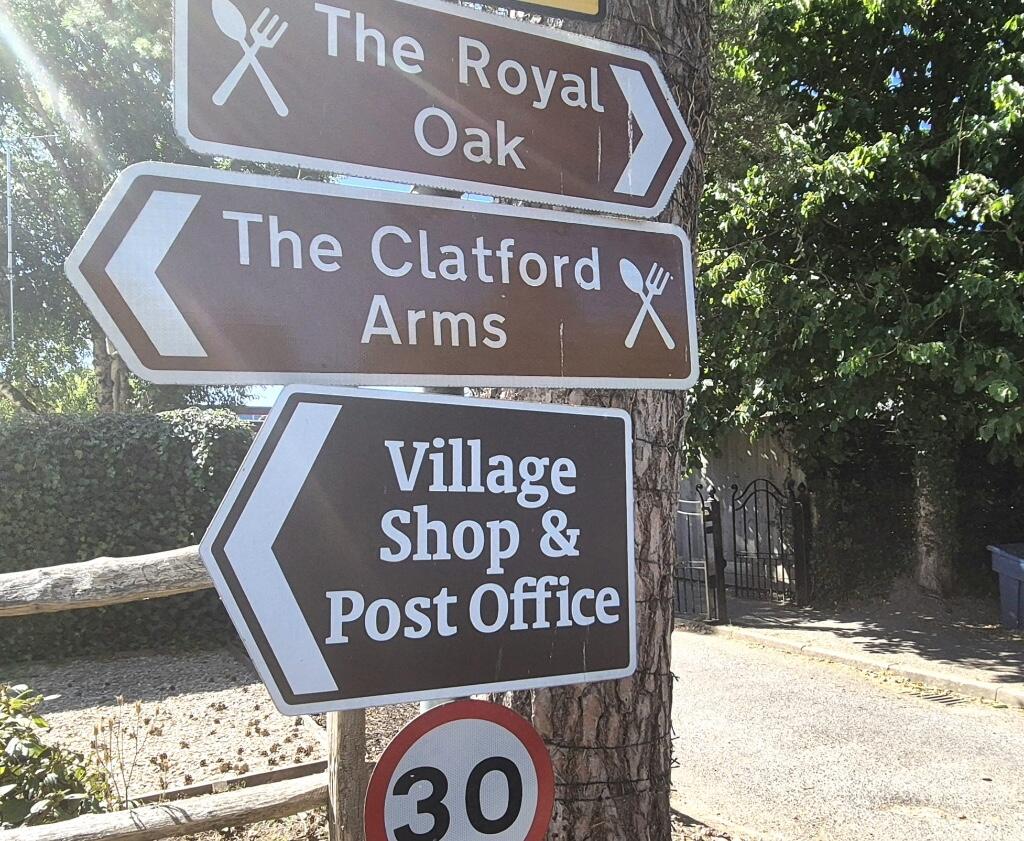 The Royal
Oak
The Clatford
Arms
Village
Shop &
Post Office
30